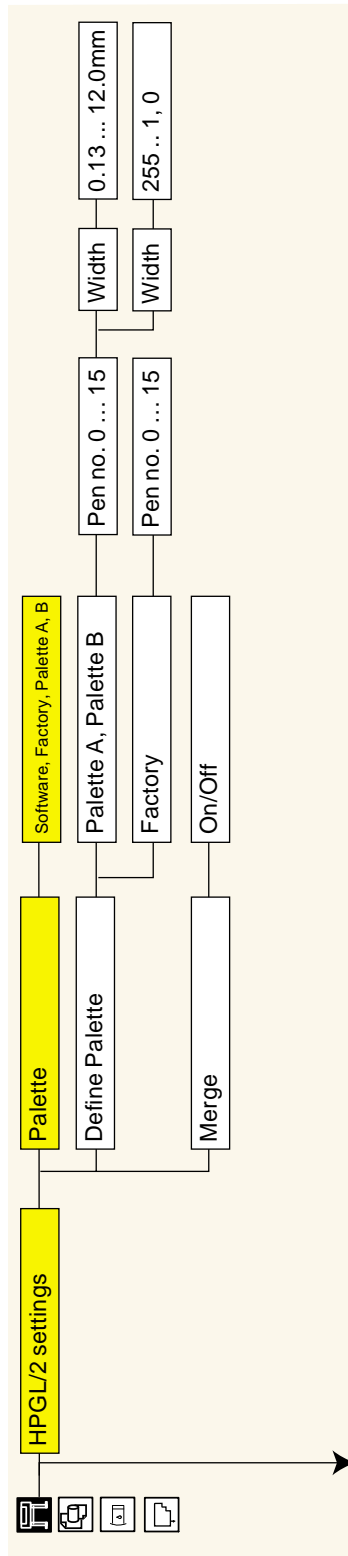 HPGL/2 settings
Palette
Software, Factory, Palette A, B
Define Palette
Palette A, Palette B
Pen no. 0 … 15
Width
0.13 ... 12.0mm
Factory
Pen no. 0 … 15
Width
255 .. 1, 0
Merge
On/Off